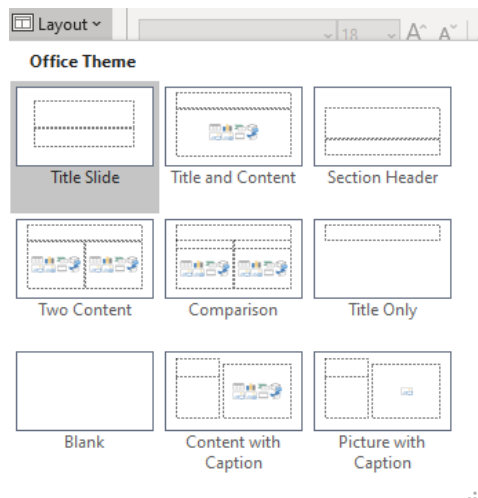 Layout
18 A A
Office Theme
Title Slide
Title and Content
Section Header
Two Content
Comparison
Title Only
Blank
Content with
Caption
Picture with
Caption